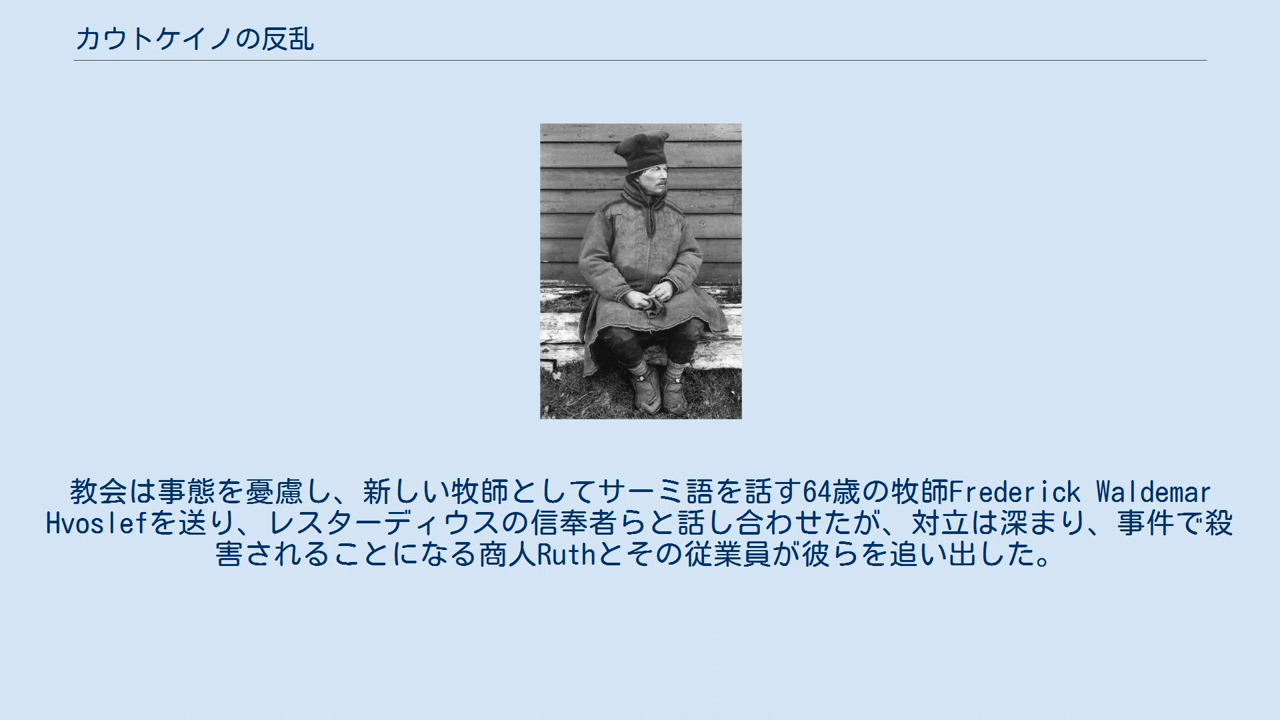 カウトケイノの反乱
教会は事態を憂慮し、新しい牧師としてサーミ語を話す64歳の牧師Frederick Waldemar
Hvoslefを送り、レスターディウスの信奉者らと話し合わせたが、対立は深まり、事件で殺
害されることになる商人Ruthとその従業員が彼らを追い出した。